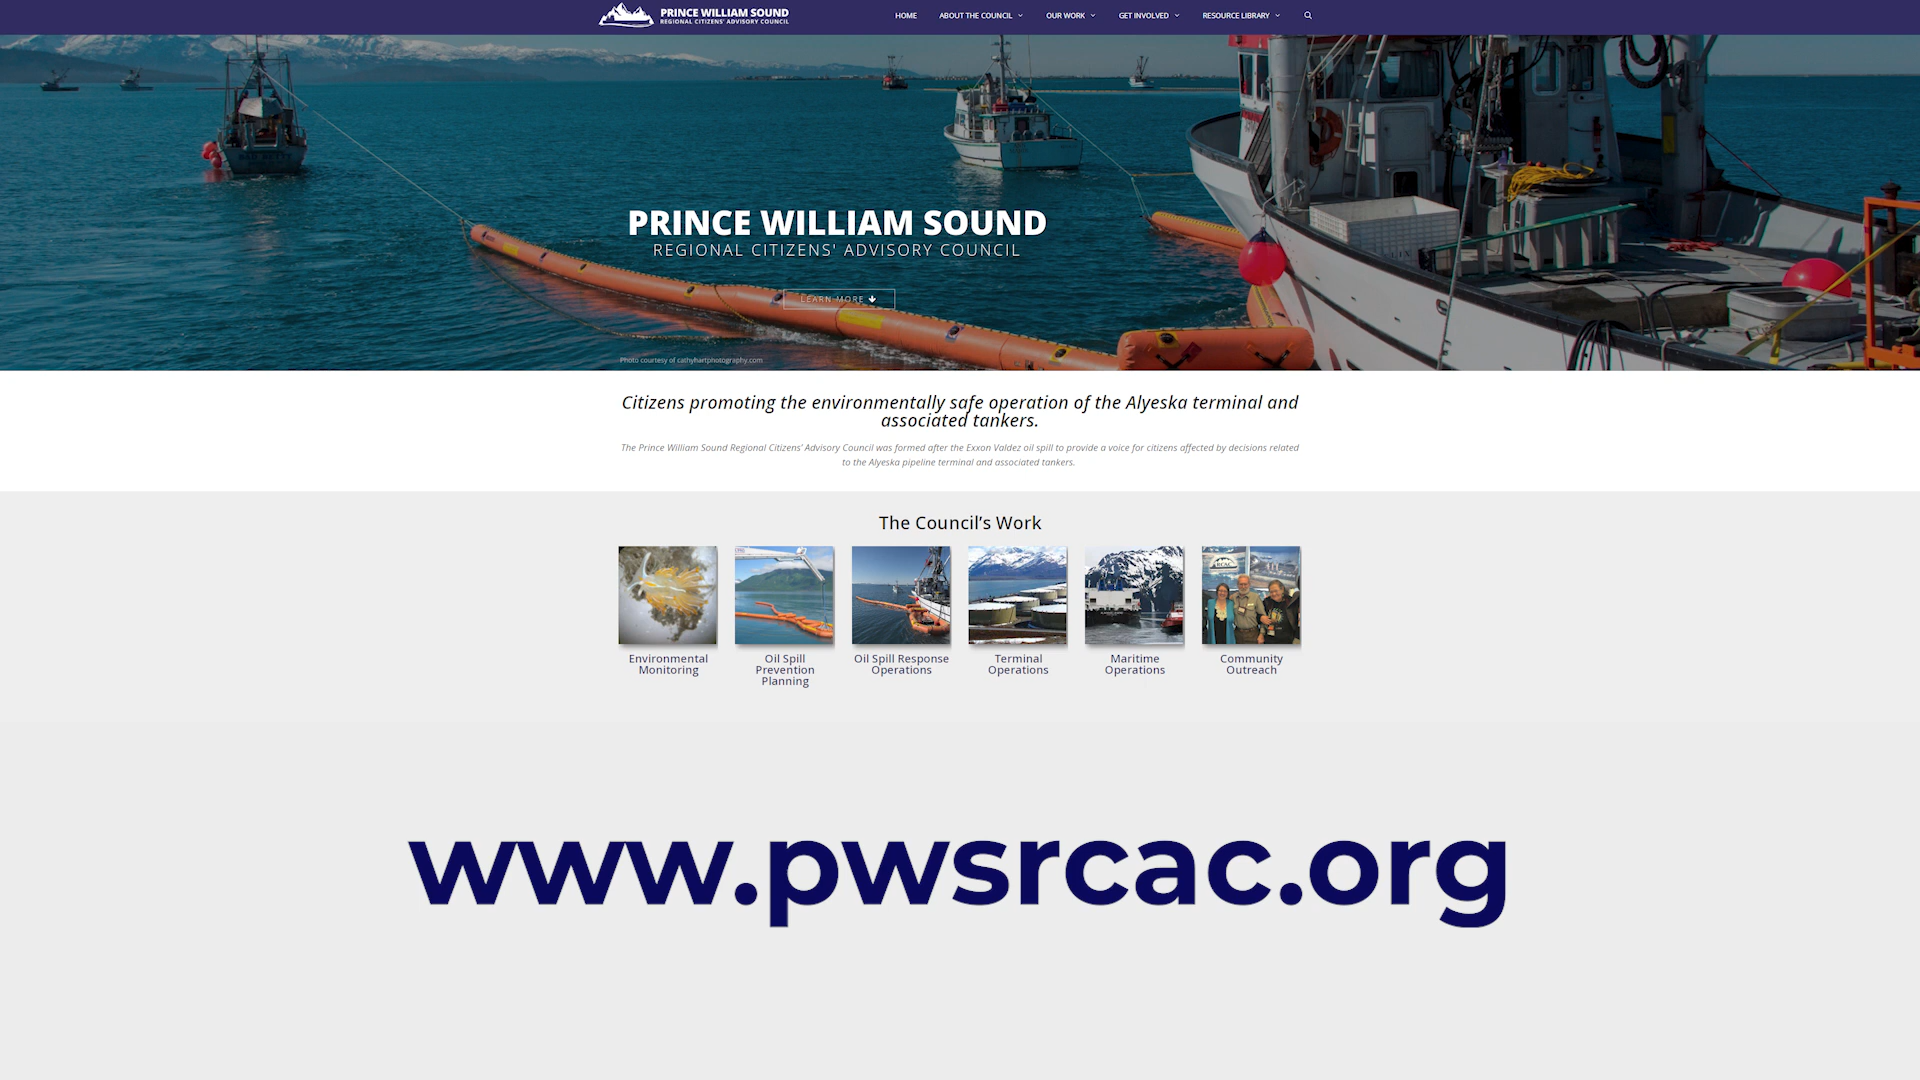 PRINCE WILLIAM SOUND
REGIONAL CITIZENS' ADVISORY COUNCIL
HOME
ABOUT THE COUNCIL
OUR WORK
GET INVOLVED
RESOURCE LIBRARY
PRINCE WILLIAM SOUND
REGIONAL CITIZENS' ADVISORY COUNCIL
LEARN MORE
Photo courtesy of cathyhartphotography.com
Citizens promoting the environmentally safe operation of the Alyeska terminal and
associated tankers.
The Prince William Sound Regional Citizens' Advisory Council was formed after the Exxon Valdez oil spill to provide a voice for citizens affected by decisions related
to the Alyeska pipeline terminal and associated tankers.
The Council's Work
Environmental
Monitoring
Oil Spill
Prevention
Planning
Oil Spill Response
Operations
Terminal
Operations
Maritime
Operations
Community
Outreach
www.pwsrcac.org